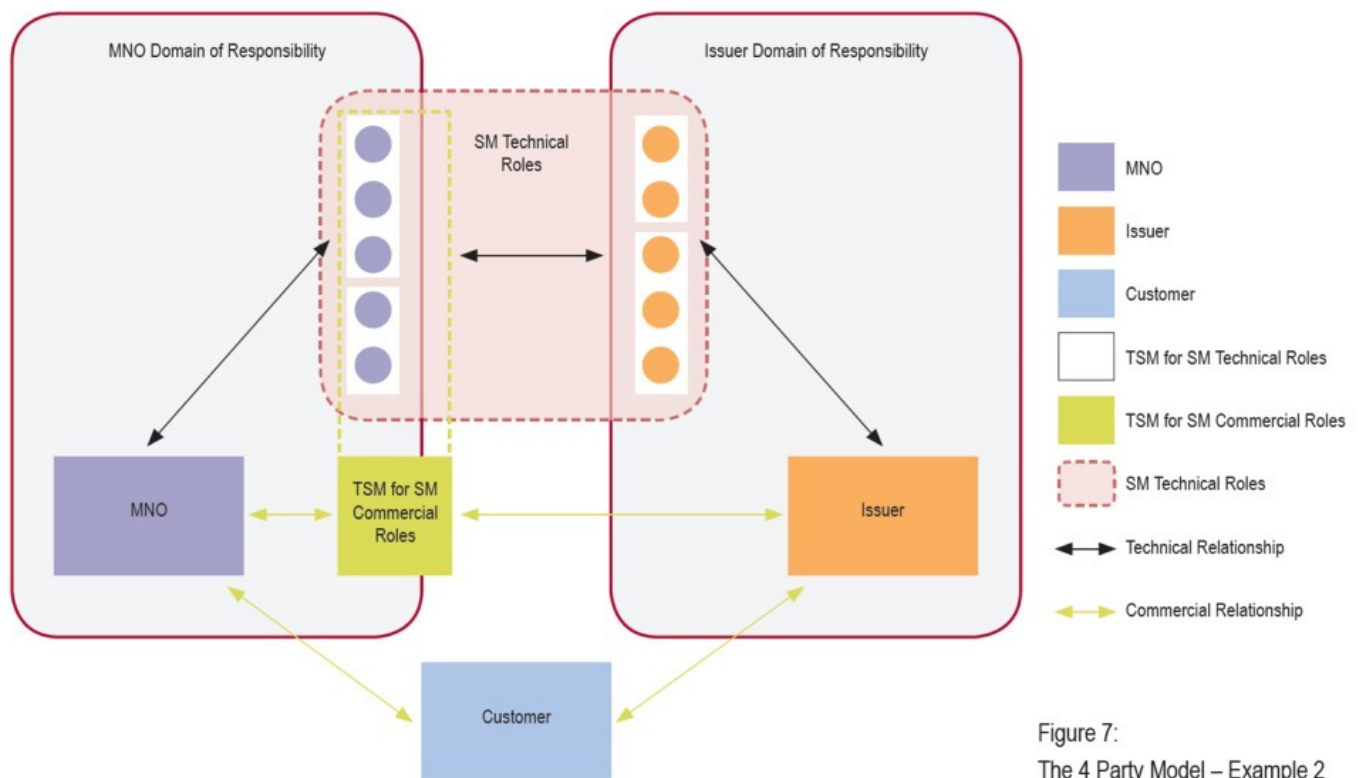 MNO Domain of Responsibility
Issuer Domain of Responsibility
SM Technical
Roles
MNO
TSM for SM
Commercial
Roles
Issuer
Customer
MNO
Issuer
Customer
TSM for SM Technical Roles
TSM for SM Commercial Roles
SM Technical Roles
Technical Relationship
Commercial Relationship
Figure 7:
The 4 Party Model – Example 2